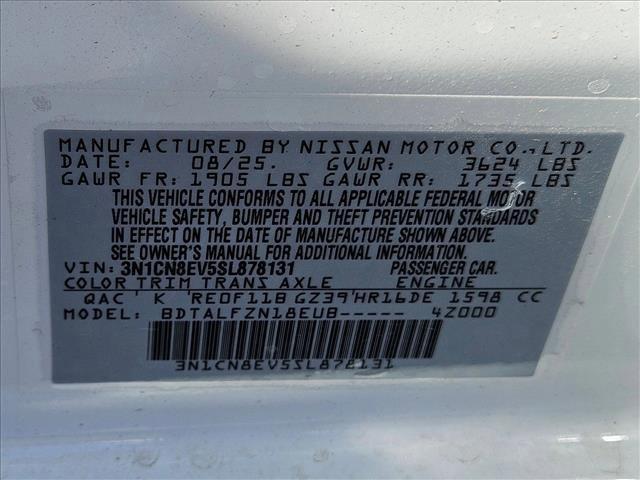 MANUFACTURED BY NISSAN MOTOR CO.,LTD.
DATE: 08/25. GVWR: 3624 LBS
GAWR FR: 1905 LBS GAWR RR: 1735 LBS
THIS VEHICLE CONFORMS TO ALL APPLICABLE FEDERAL MOTOR
VEHICLE SAFETY, BUMPER AND THEFT PREVENTION STANDARDS
IN EFFECT ON THE DATE OF MANUFACTURE SHOWN ABOVE.
SEE OWNER'S MANUAL FOR ADDITIONAL INFORMATION.
VIN: 3N1CN8EV5SL878131 PASSENGER CAR.
COLOR TRIM TRANS AXLE ENGINE
QAC ' K 'RE0F11B GZ39'HR16DE 1598 CC
MODEL: BDTALFZN18EUB----- 4Z000
3N1CN8EV5SL878131